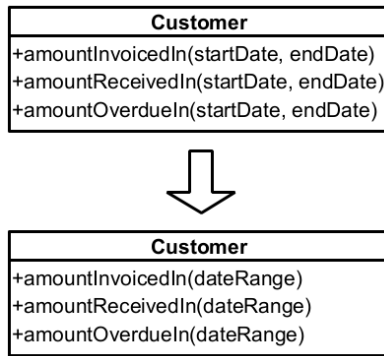 Customer
+amountInvoicedIn(startDate, endDate)
+amountReceivedIn(startDate, endDate)
+amountOverdueIn(startDate, endDate)
Customer
+amountInvoicedIn(dateRange)
+amountReceivedIn(dateRange)
+amountOverdueIn(dateRange)